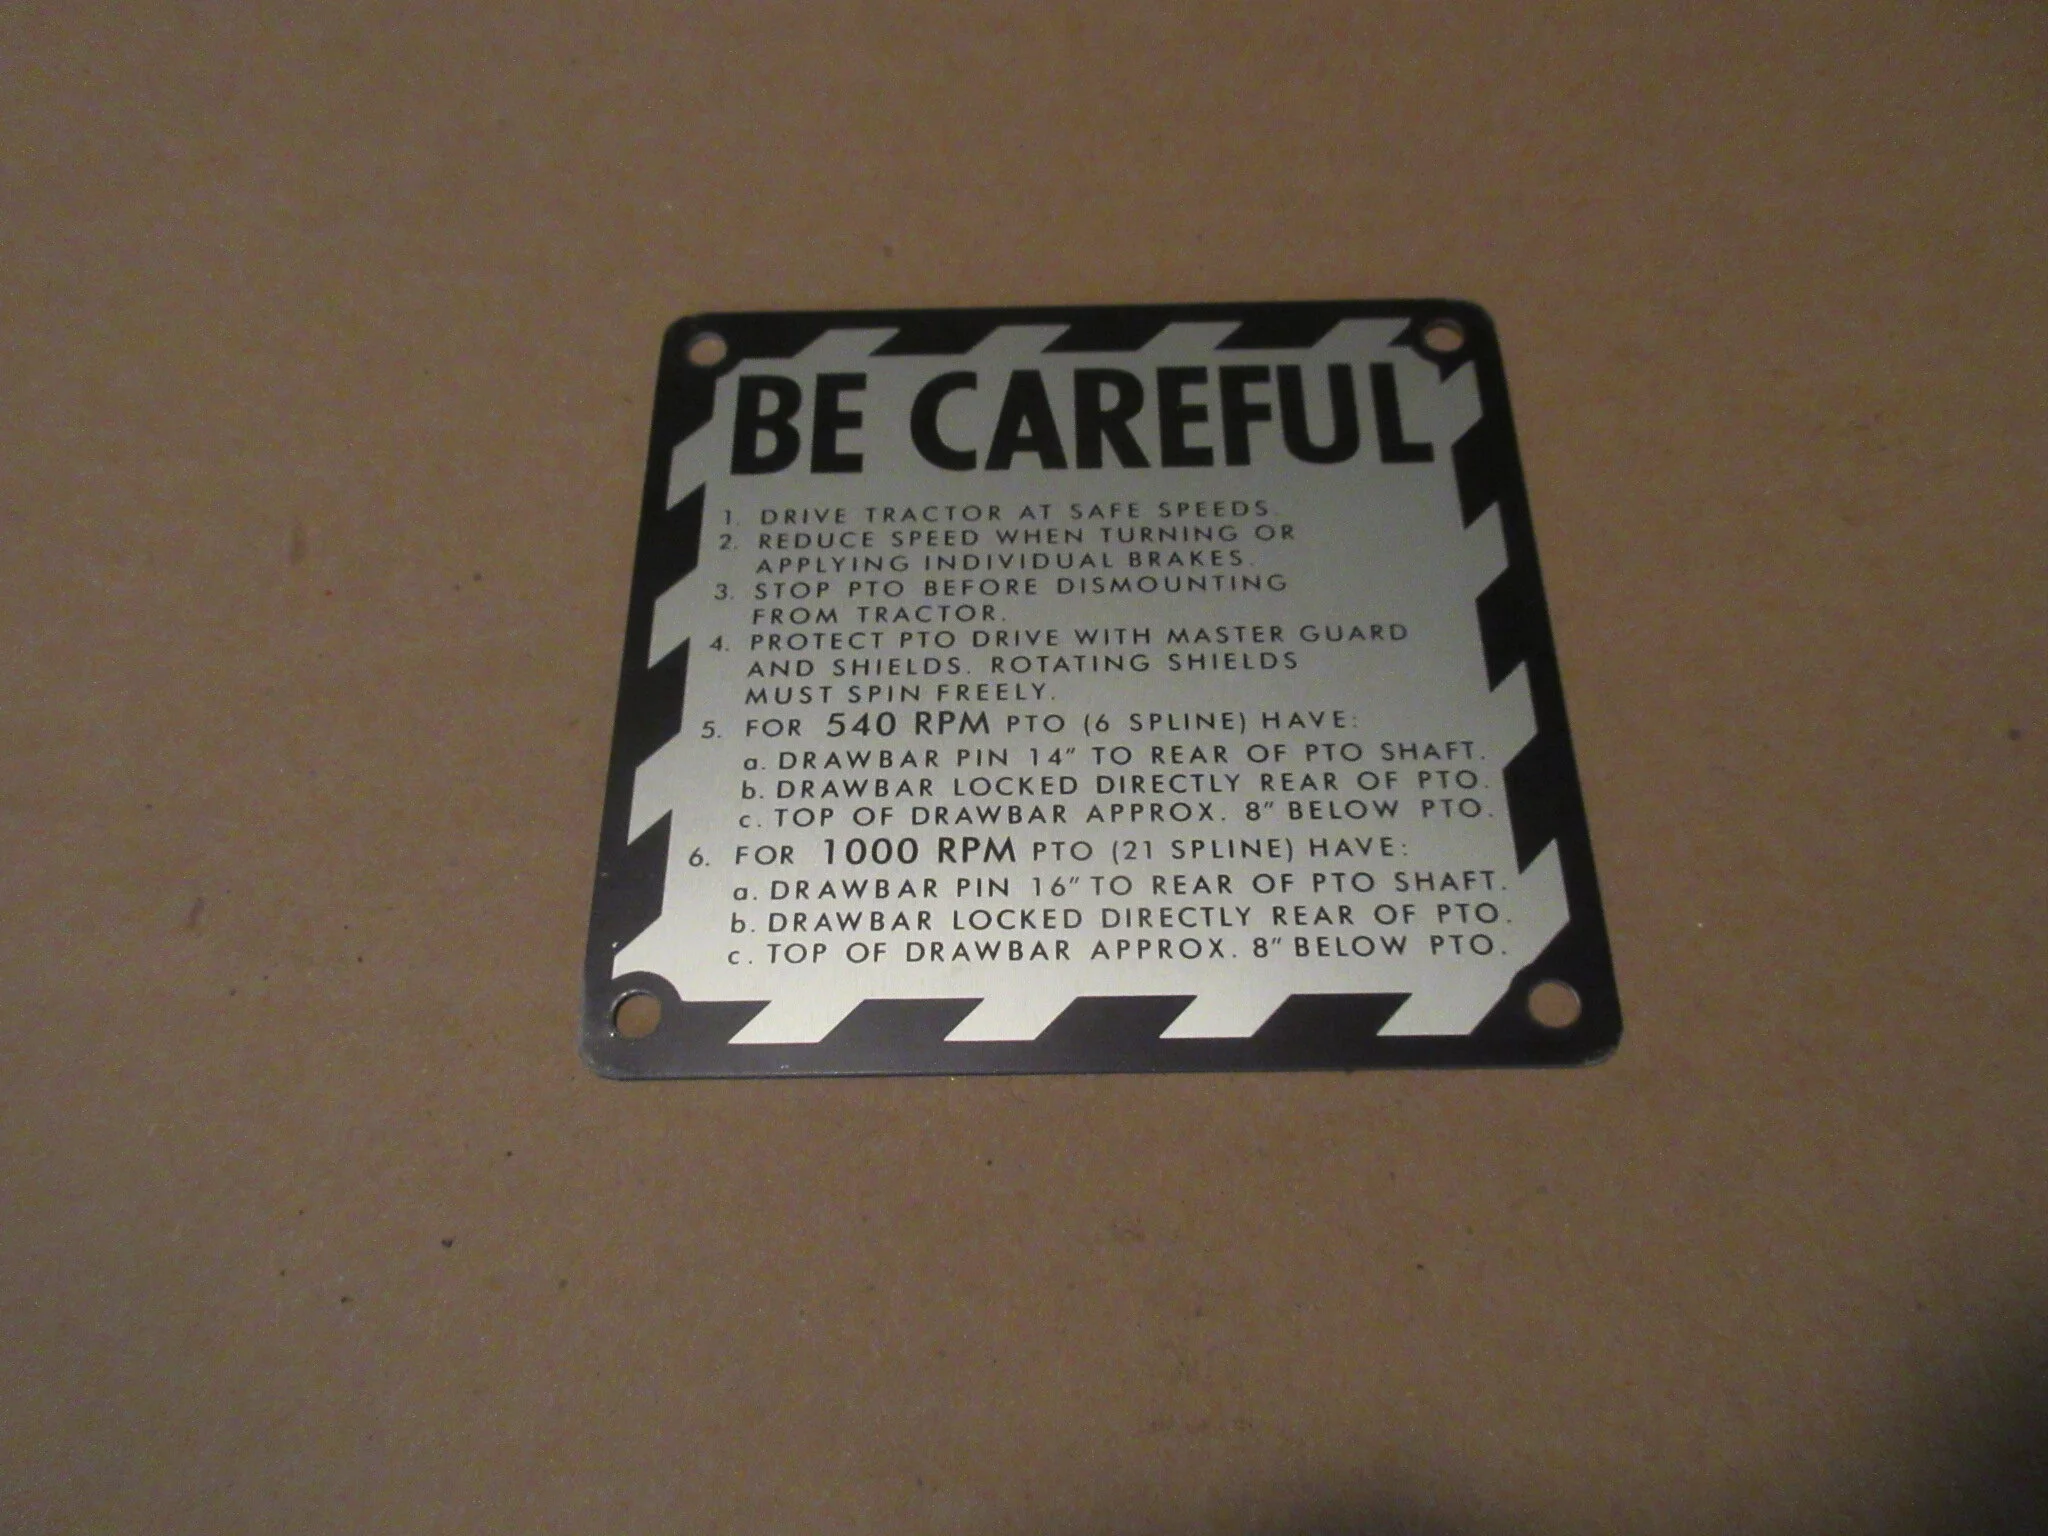 BE CAREFUL
1. DRIVE TRACTOR AT SAFE SPEEDS.
2. REDUCE SPEED WHEN TURNING OR
APPLYING INDIVIDUAL BRAKES.
3. STOP PTO BEFORE DISMOUNTING
FROM TRACTOR.
4. PROTECT PTO DRIVE WITH MASTER GUARD
AND SHIELDS. ROTATING SHIELDS
MUST SPIN FREELY.
5. FOR 540 RPM PTO (6 SPLINE) HAVE:
a. DRAWBAR PIN 14" TO REAR OF PTO SHAFT.
b. DRAWBAR LOCKED DIRECTLY REAR OF PTO.
c. TOP OF DRAWBAR APPROX. 8" BELOW PTO.
6. FOR 1000 RPM PTO (21 SPLINE) HAVE:
a. DRAWBAR PIN 16" TO REAR OF PTO SHAFT.
b. DRAWBAR LOCKED DIRECTLY REAR OF PTO.
c. TOP OF DRAWBAR APPROX. 8" BELOW PTO.